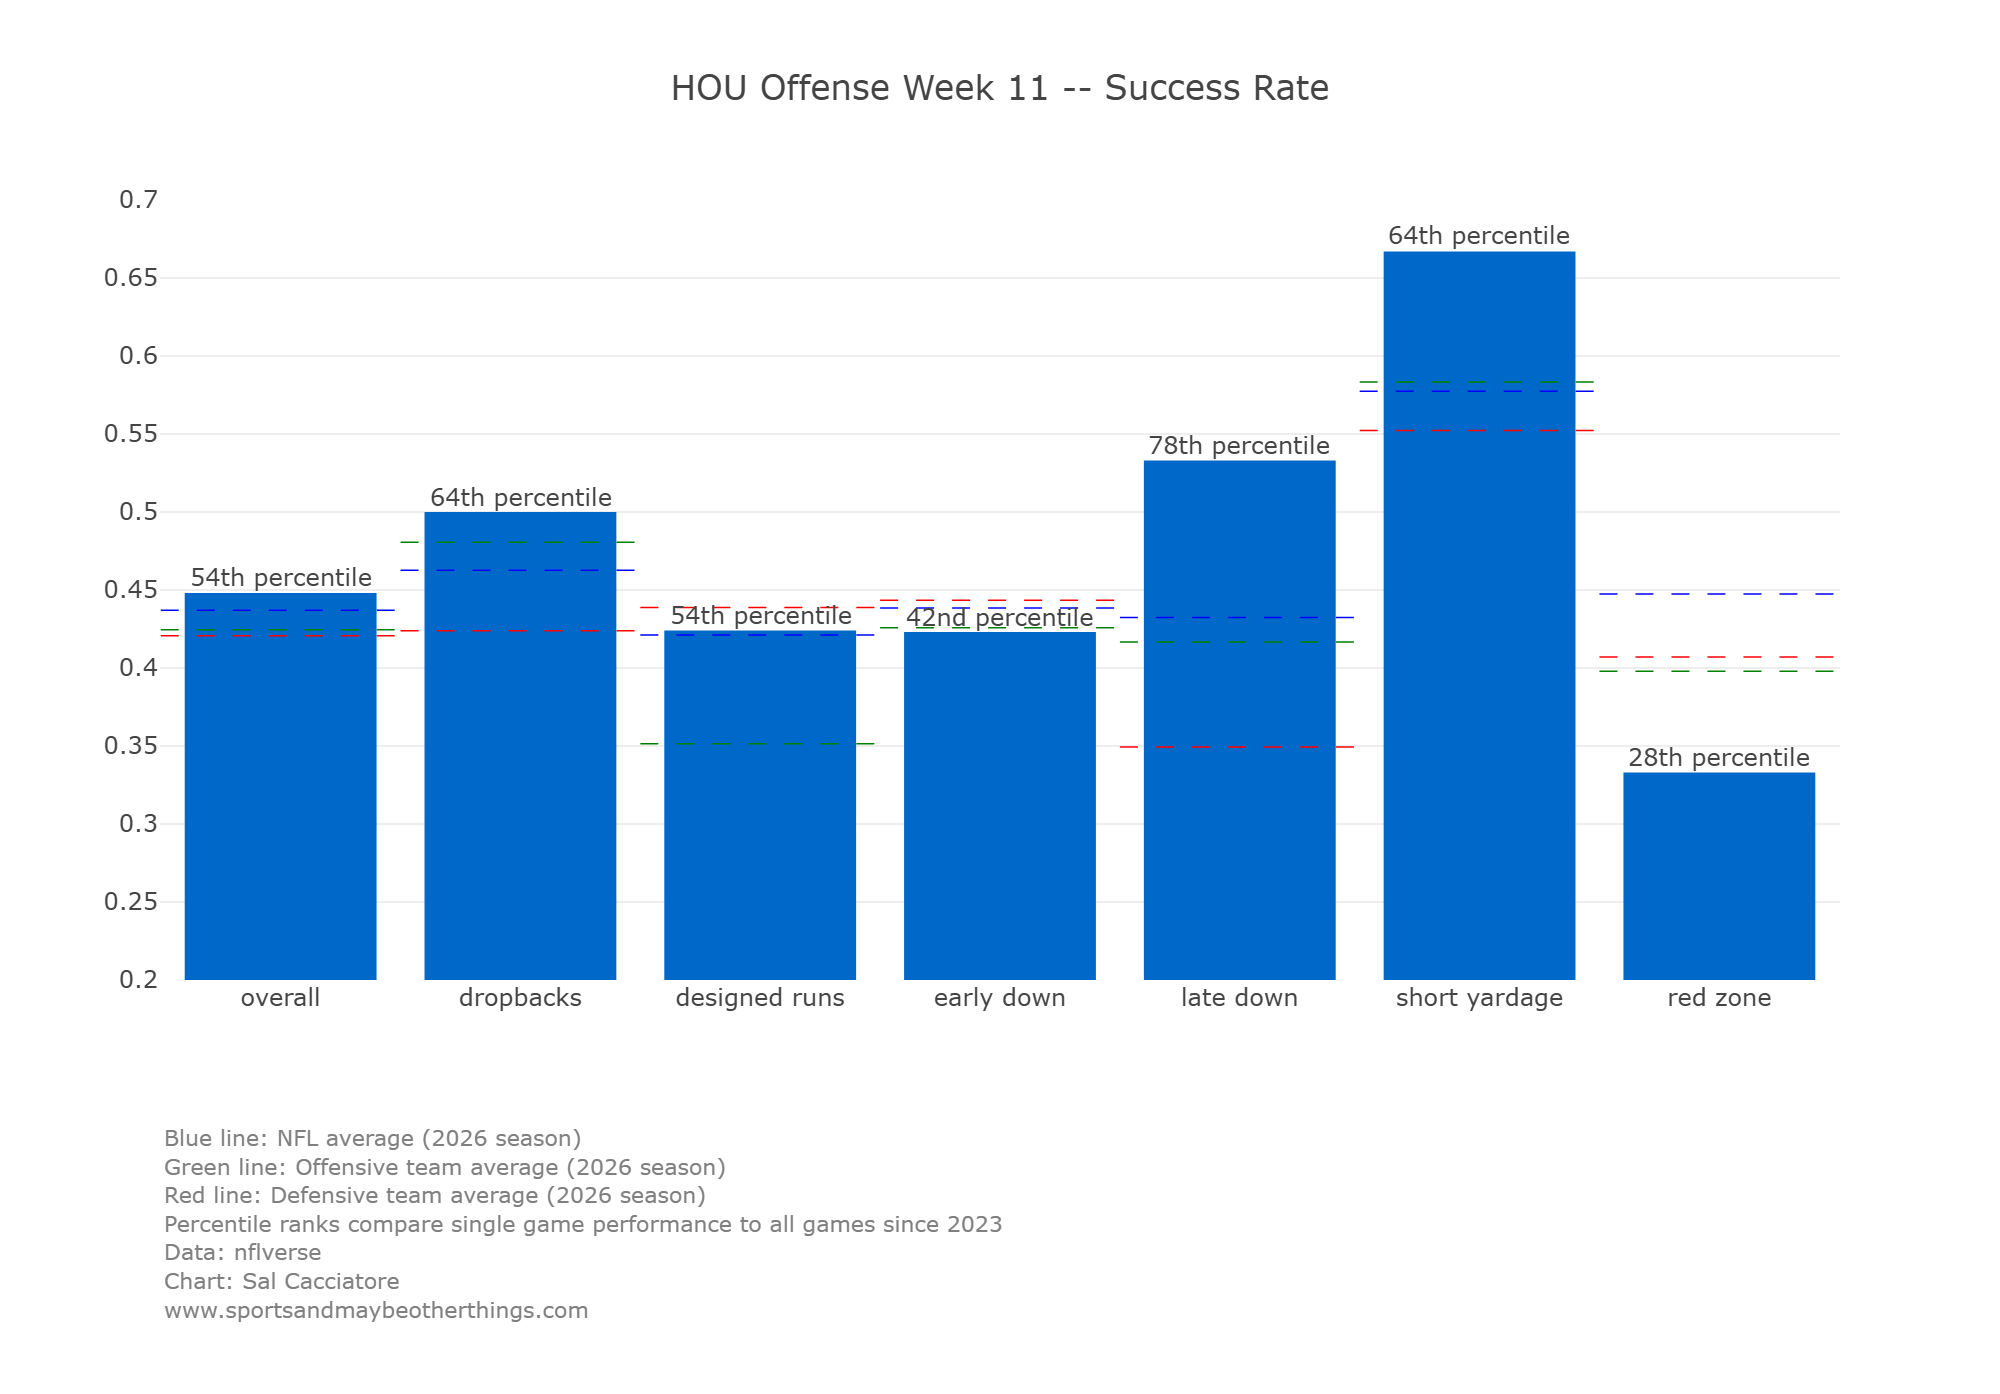 HOU Offense Week 11 -- Success Rate
0.7
0.65
0.6
0.55
0.5
0.45
0.4
0.35
0.3
0.25
0.2
54th percentile
64th percentile
54th percentile
42nd percentile
78th percentile
64th percentile
28th percentile
overall
dropbacks
designed runs
early down
late down
short yardage
red zone
Blue line: NFL average (2026 season)
Green line: Offensive team average (2026 season)
Red line: Defensive team average (2026 season)
Percentile ranks compare single game performance to all games since 2023
Data: nflverse
Chart: Sal Cacciatore
www.sportsandmaybeotherthings.com